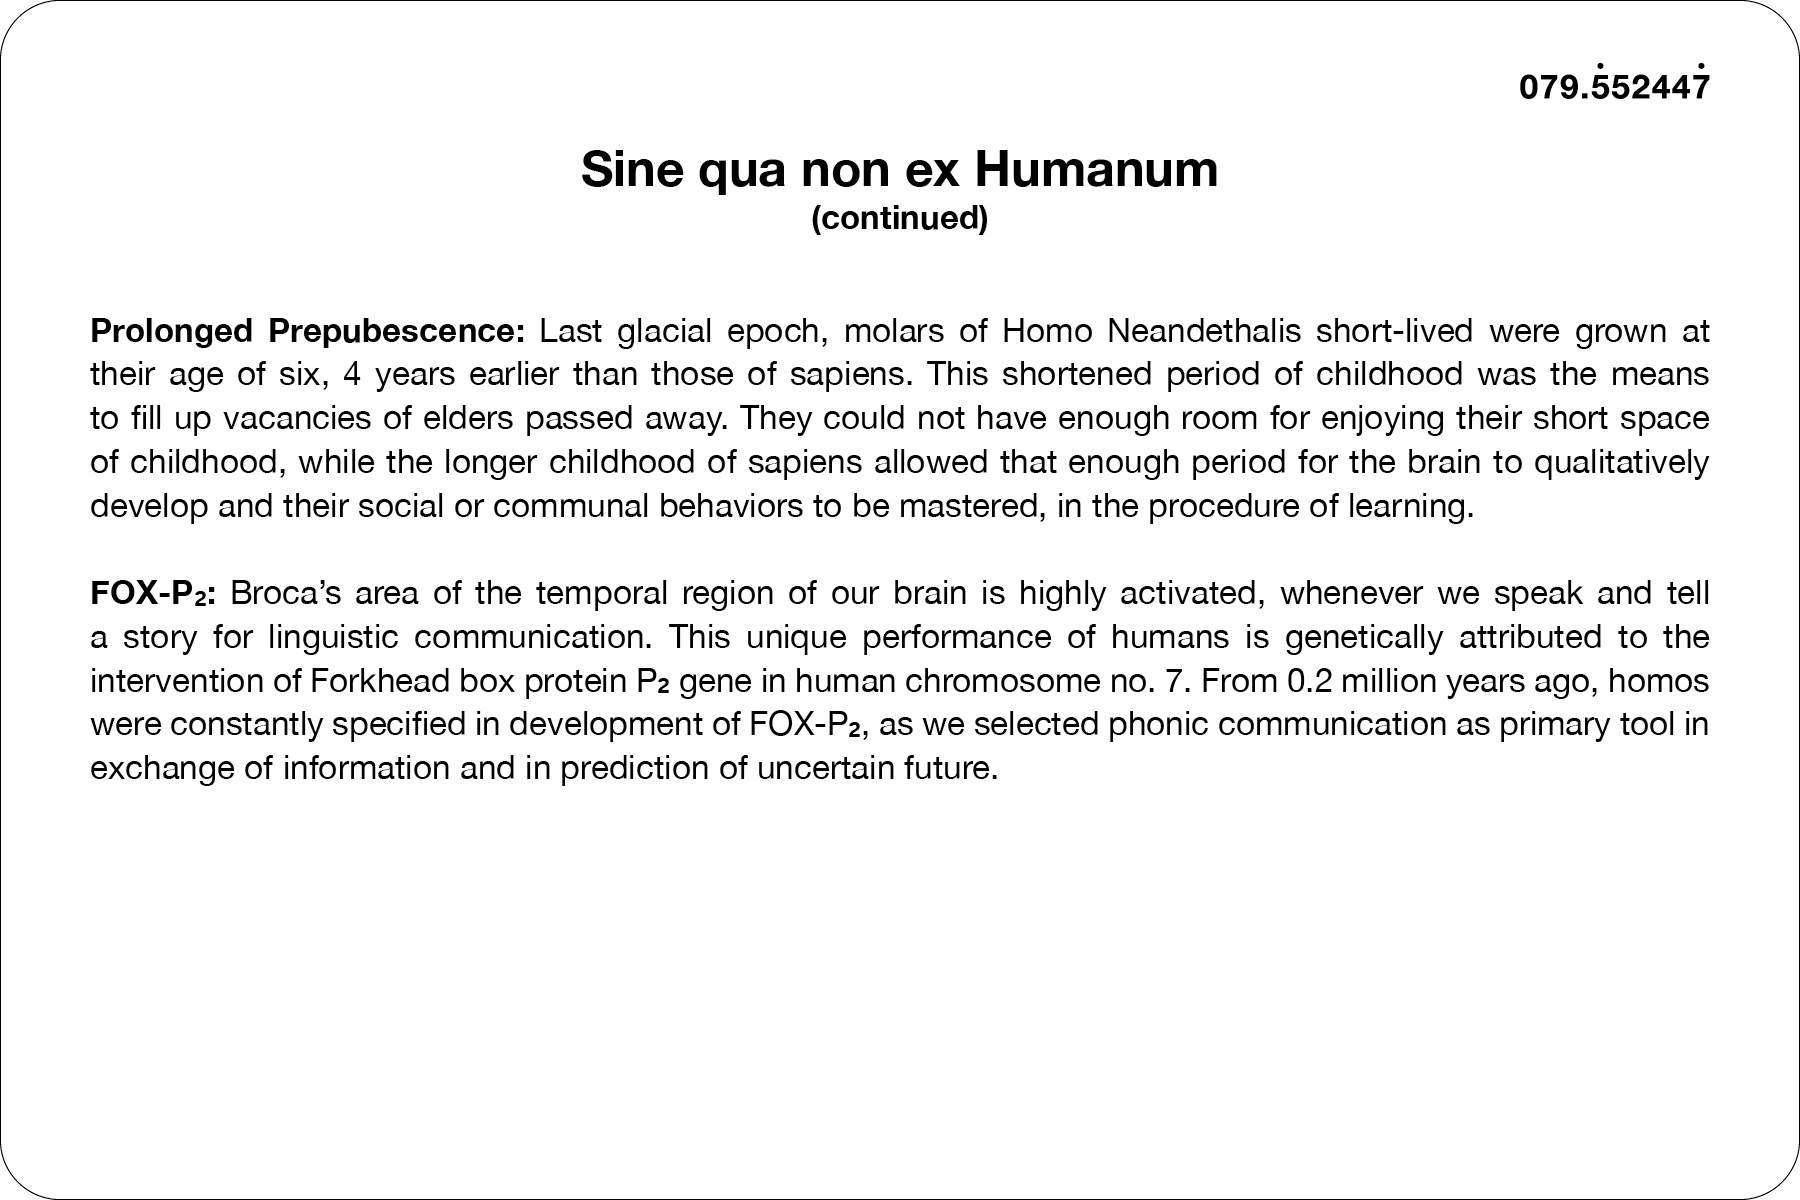 079.5̇52447̇
Sine qua non ex Humanum
(continued)
Prolonged Prepubescence: Last glacial epoch, molars of Homo Neandethalis short-lived were grown at
their age of six, 4 years earlier than those of sapiens. This shortened period of childhood was the means
to fill up vacancies of elders passed away. They could not have enough room for enjoying their short space
of childhood, while the longer childhood of sapiens allowed that enough period for the brain to qualitatively
develop and their social or communal behaviors to be mastered, in the procedure of learning.
FOX-P₂: Broca’s area of the temporal region of our brain is highly activated, whenever we speak and tell
a story for linguistic communication. This unique performance of humans is genetically attributed to the
intervention of Forkhead box protein P₂ gene in human chromosome no. 7. From 0.2 million years ago, homos
were constantly specified in development of FOX-P₂, as we selected phonic communication as primary tool in
exchange of information and in prediction of uncertain future.